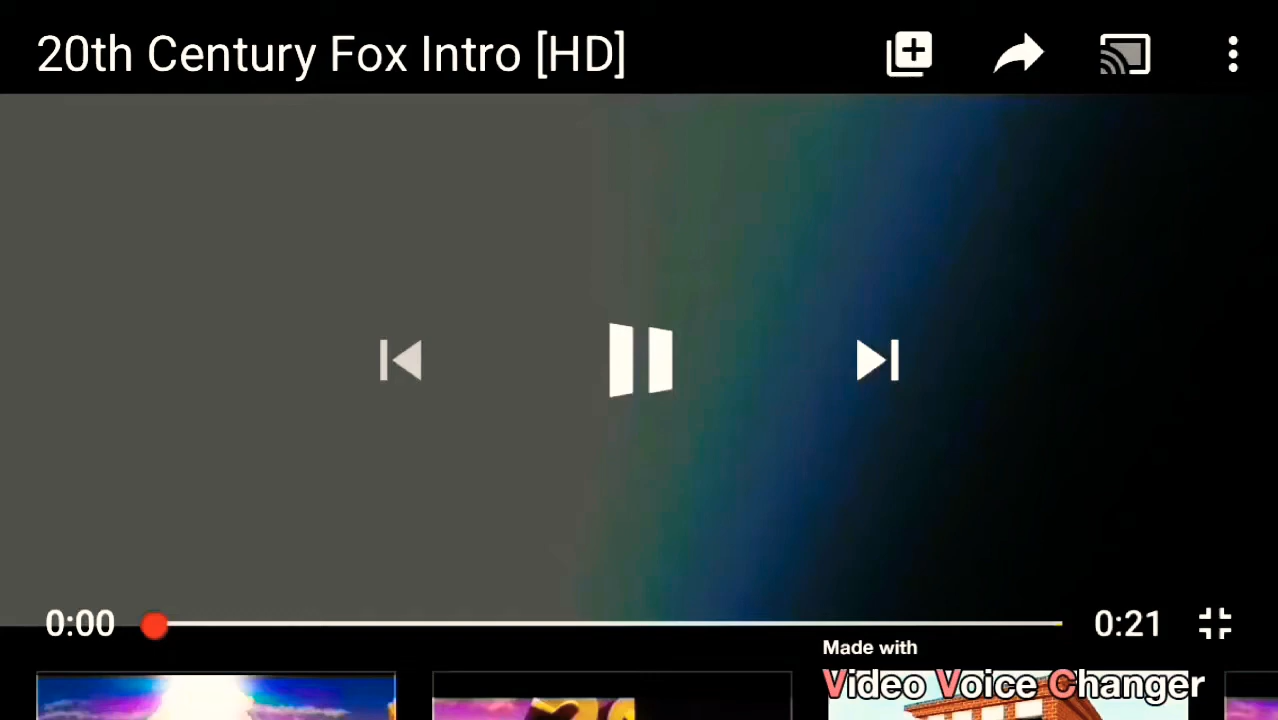 20th Century Fox Intro [HD]
0:00
0:21
Made with
Video Voice Changer